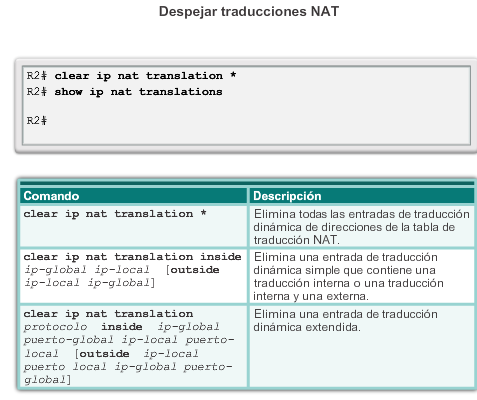 Despejar traducciones NAT
R2# clear ip nat translation *
R2# show ip nat translations
R2#
Comando
Descripción
clear ip nat translation *
Elimina todas las entradas de traducción
dinámica de direcciones de la tabla de
traducción NAT.
clear ip nat translation inside
ip-global ip-local [outside
ip-local ip-global]
Elimina una entrada de traducción
dinámica simple que contiene una
traducción interna o una traducción
interna y una externa.
clear ip nat translation
protocolo inside ip-global
puerto-global ip-local puerto-
local [outside ip-local
puerto local ip-global puerto-
global]
Elimina una entrada de traducción
dinámica extendida.